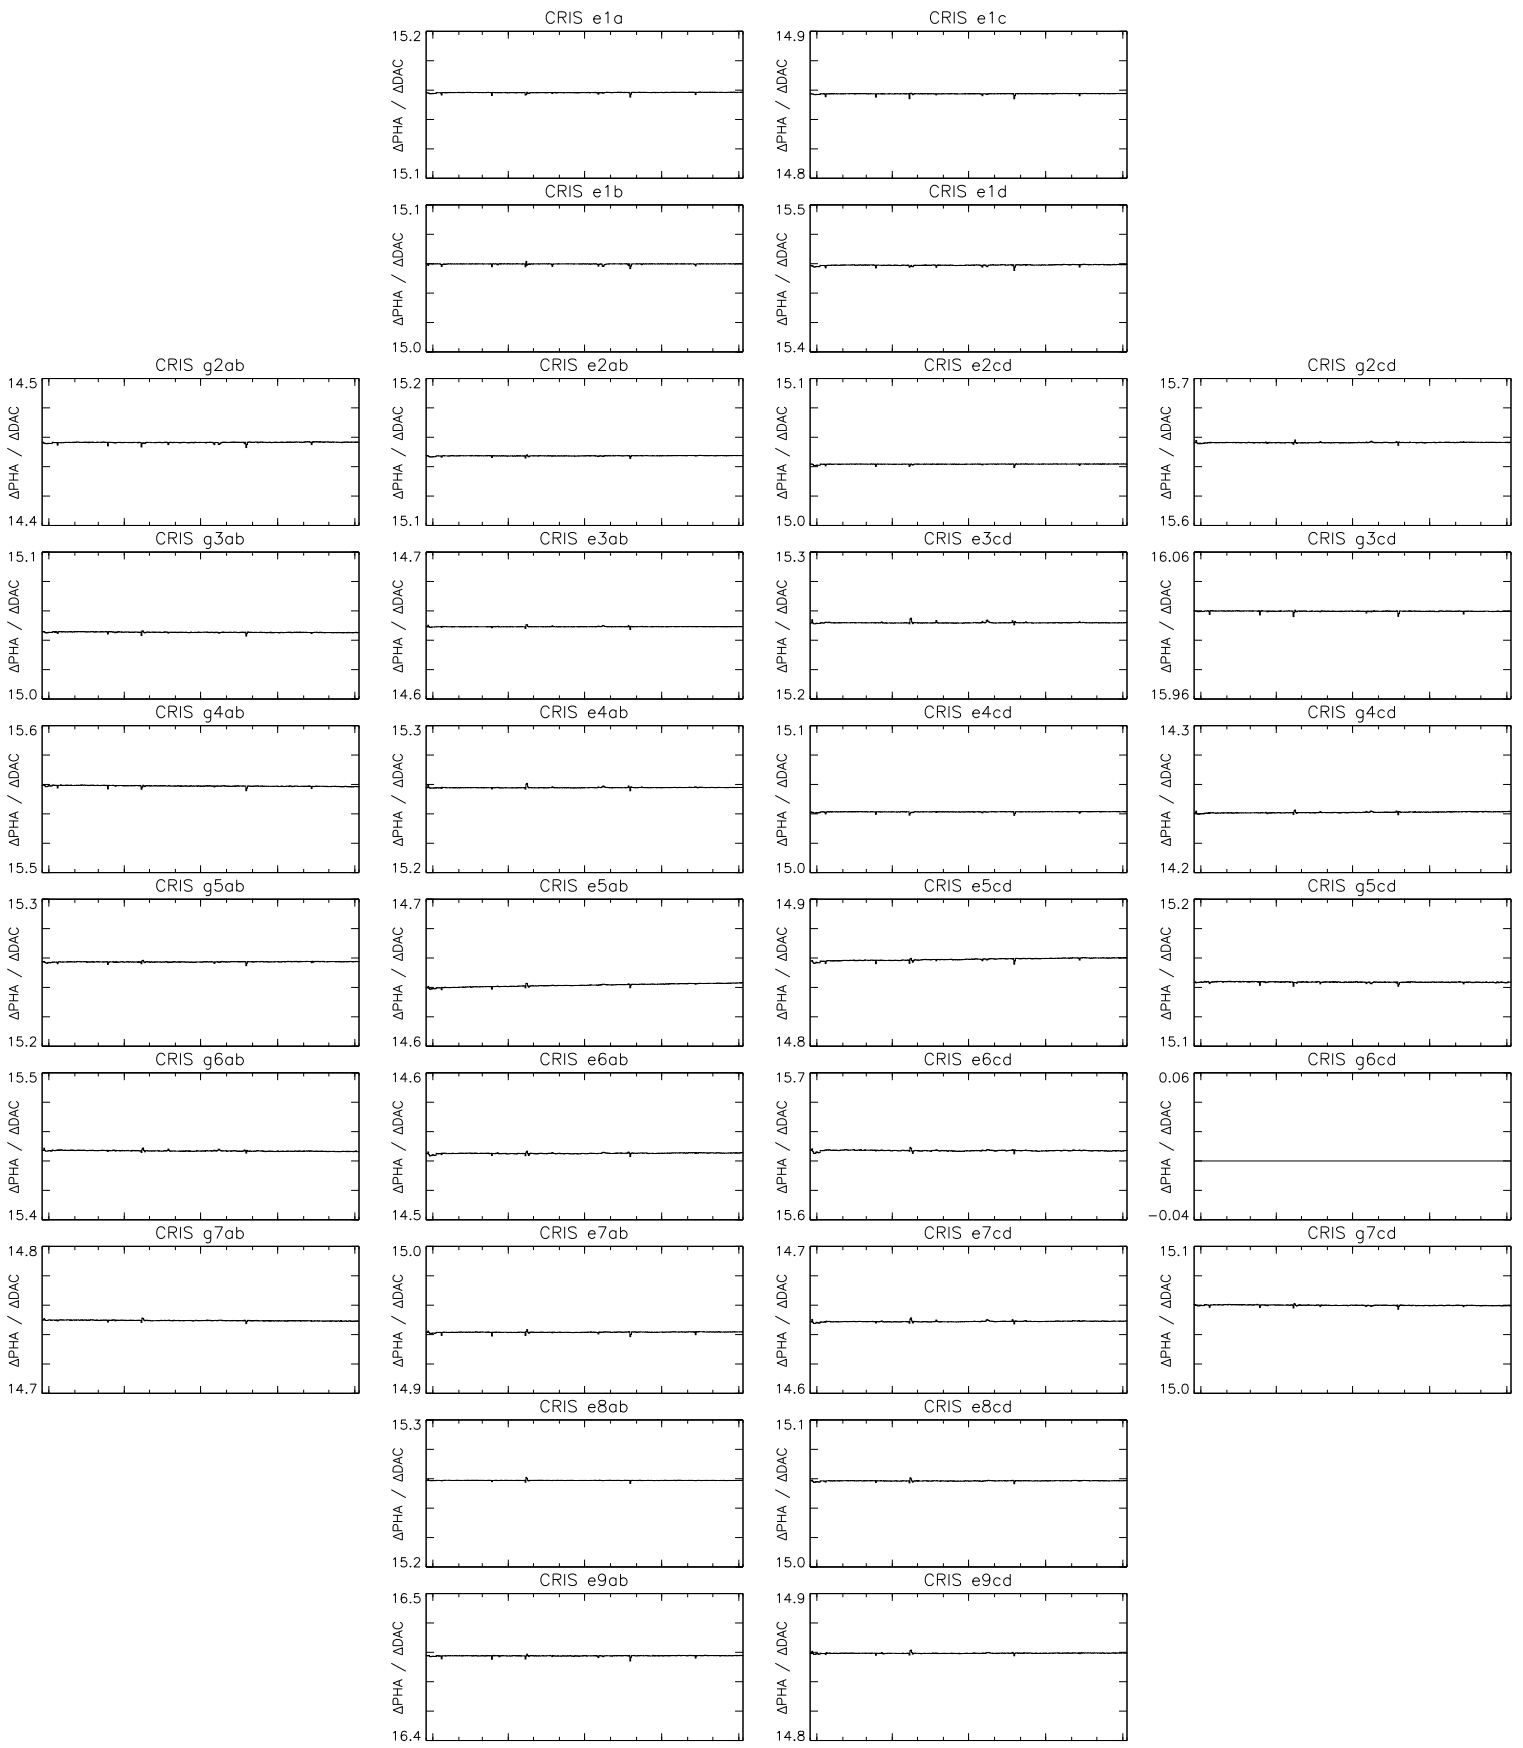 CRIS e1a
15.2
ΔPHA / ΔDAC
15.1
CRIS e1c
14.9
ΔPHA / ΔDAC
14.8
CRIS e1b
15.1
ΔPHA / ΔDAC
15.0
CRIS e1d
15.5
ΔPHA / ΔDAC
15.4
CRIS g2ab
14.5
ΔPHA / ΔDAC
14.4
CRIS e2ab
15.2
ΔPHA / ΔDAC
15.1
CRIS e2cd
15.1
ΔPHA / ΔDAC
15.0
CRIS g2cd
15.7
ΔPHA / ΔDAC
15.6
CRIS g3ab
15.1
ΔPHA / ΔDAC
15.0
CRIS e3ab
14.7
ΔPHA / ΔDAC
14.6
CRIS e3cd
15.3
ΔPHA / ΔDAC
15.2
CRIS g3cd
16.06
ΔPHA / ΔDAC
15.96
CRIS g4ab
15.6
ΔPHA / ΔDAC
15.5
CRIS e4ab
15.3
ΔPHA / ΔDAC
15.2
CRIS e4cd
15.1
ΔPHA / ΔDAC
15.0
CRIS g4cd
14.3
ΔPHA / ΔDAC
14.2
CRIS g5ab
15.3
ΔPHA / ΔDAC
15.2
CRIS e5ab
14.7
ΔPHA / ΔDAC
14.6
CRIS e5cd
14.9
ΔPHA / ΔDAC
14.8
CRIS g5cd
15.2
ΔPHA / ΔDAC
15.1
CRIS g6ab
15.5
ΔPHA / ΔDAC
15.4
CRIS e6ab
14.6
ΔPHA / ΔDAC
14.5
CRIS e6cd
15.7
ΔPHA / ΔDAC
15.6
CRIS g6cd
0.06
ΔPHA / ΔDAC
−0.04
CRIS g7ab
14.8
ΔPHA / ΔDAC
14.7
CRIS e7ab
15.0
ΔPHA / ΔDAC
14.9
CRIS e7cd
14.7
ΔPHA / ΔDAC
14.6
CRIS g7cd
15.1
ΔPHA / ΔDAC
15.0
CRIS e8ab
15.3
ΔPHA / ΔDAC
15.2
CRIS e8cd
15.1
ΔPHA / ΔDAC
15.0
CRIS e9ab
16.5
ΔPHA / ΔDAC
16.4
CRIS e9cd
14.9
ΔPHA / ΔDAC
14.8